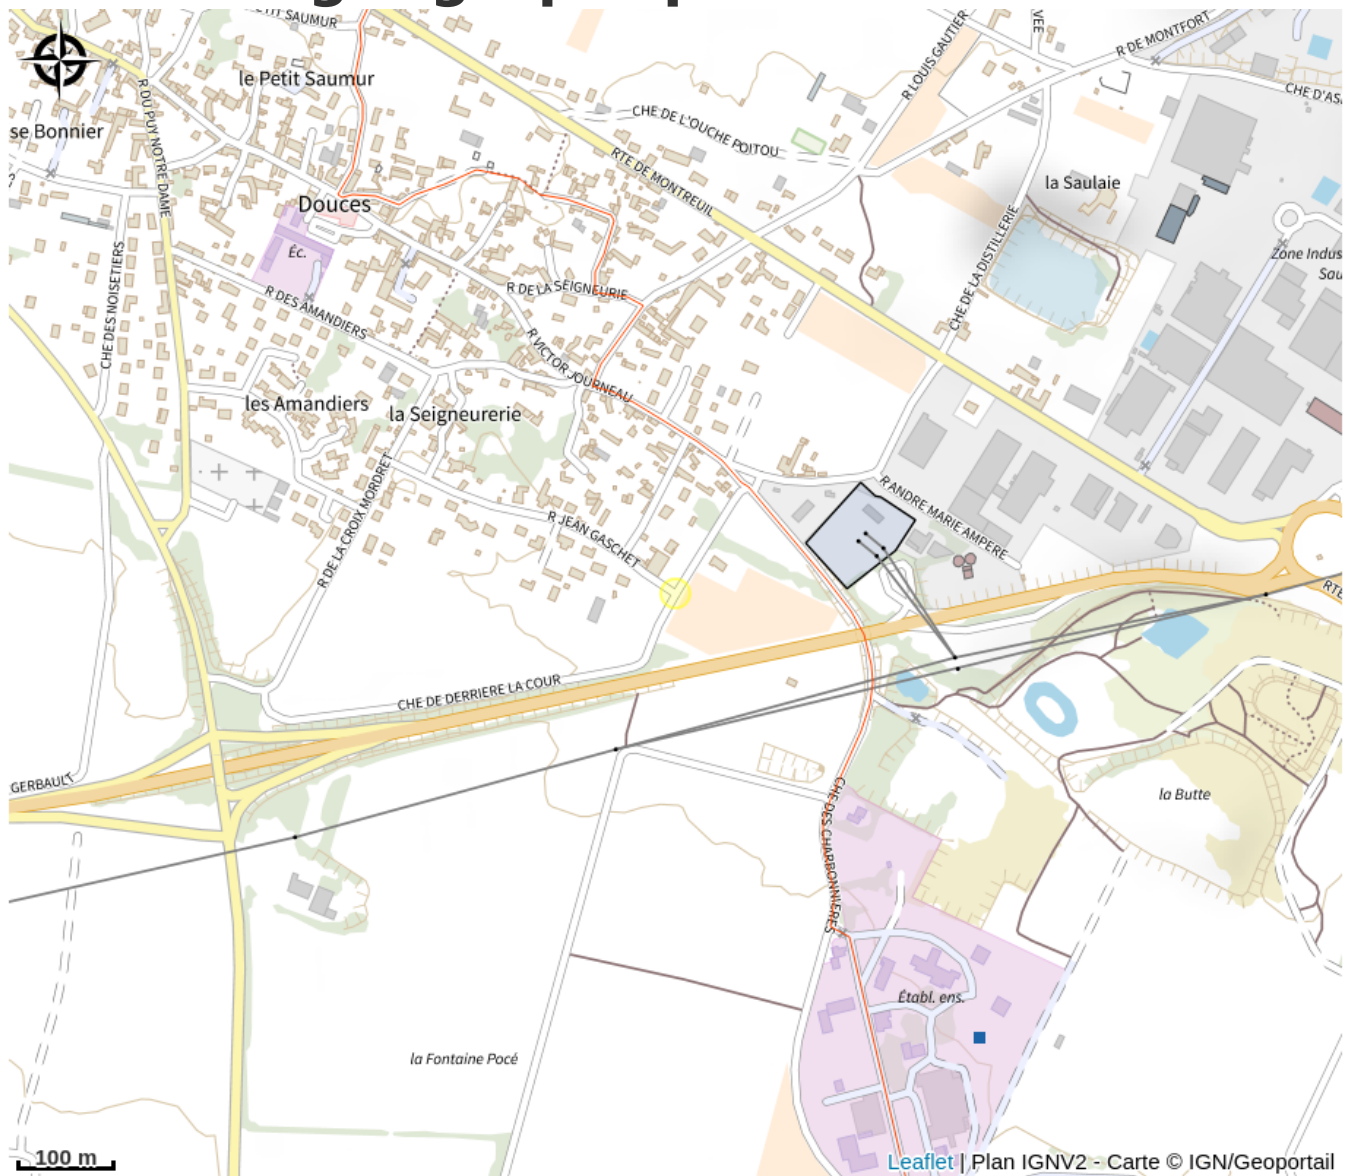 ETIT SAUMUR
le Petit Saumur
R DU PUY NOTRE DAME
se Bonnier
Douces
Éc.
CHE DES NOISETIERS
R DES AMANDIERS
R DE LA SEIGNEURIE
R VICTOR JOURNEAU
les Amandiers
la Seigneurerie
R DE LA CROIX MORDRET
R JEAN GASCHET
CHE DE L'OUCHE POITOU
RTE DE MONTREUIL
R LOUIS GAUTIER
VEE
R DE MONTFORT
CHE D'AS
la Saulaie
CHE DE LA DISTILLERIE
Zone Indus
Sau
R ANDRE MARIE AMPERE
RTE
CHE DE DERRIERE LA COUR
GERBAULT
CHE DES CHARBONNIERES
la Butte
Établ. ens.
la Fontaine Pocé
100 m
Leaflet | Plan IGNV2 - Carte © IGN/Geoportail